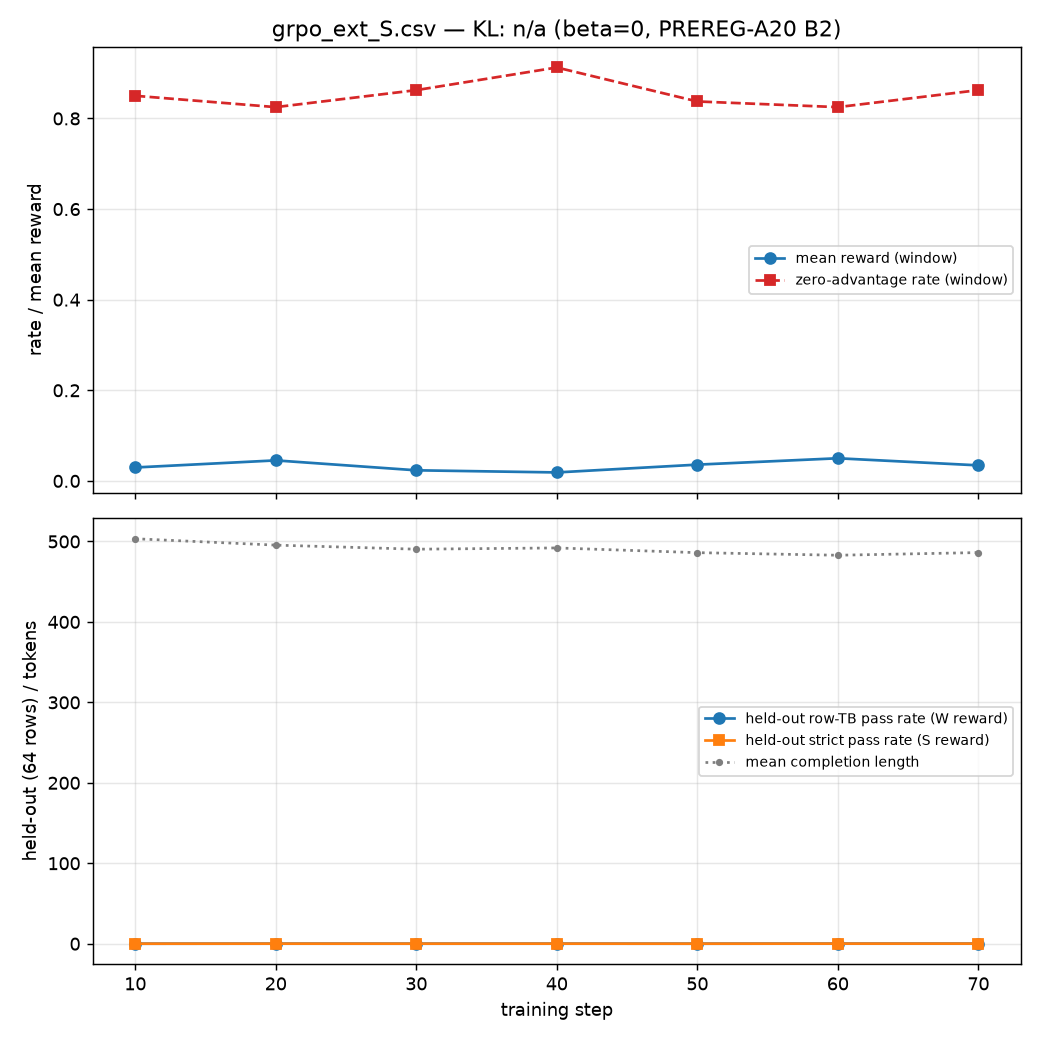 grpo_ext_S.csv — KL: n/a (beta=0, PREREG-A20 B2)
rate / mean reward
0.8
0.6
0.4
0.2
0.0
mean reward (window)
zero-advantage rate (window)
held-out (64 rows) / tokens
500
400
300
200
100
0
held-out row-TB pass rate (W reward)
held-out strict pass rate (S reward)
mean completion length
10 20 30 40 50 60 70
training step